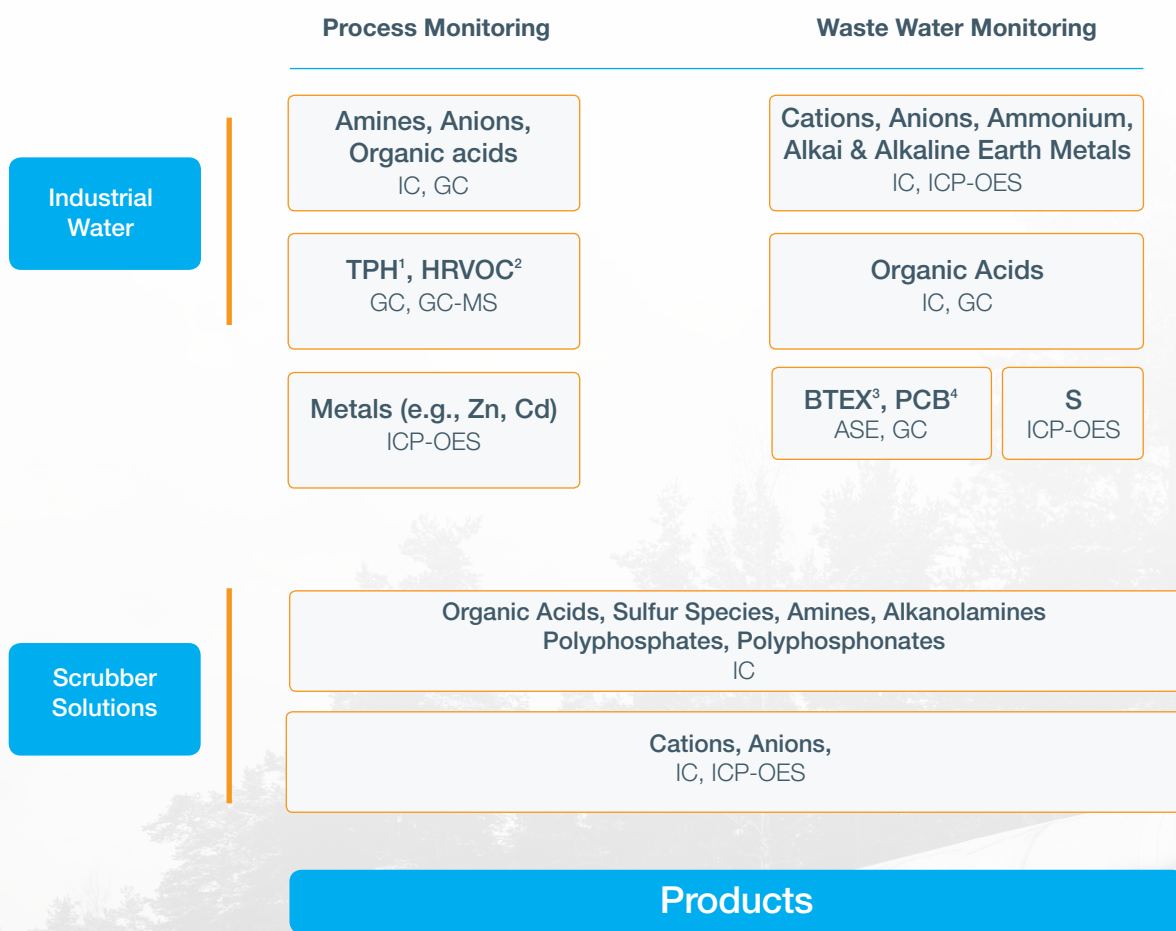 Process Monitoring
Waste Water Monitoring
Industrial
Water
Amines, Anions,
Organic acids
IC, GC
Cations, Anions, Ammonium,
Alkai & Alkaline Earth Metals
IC, ICP-OES
TPH¹, HRVOC²
GC, GC-MS
Organic Acids
IC, GC
Metals (e.g., Zn, Cd)
ICP-OES
BTEX³, PCB⁴
ASE, GC
S
ICP-OES
Scrubber
Solutions
Organic Acids, Sulfur Species, Amines, Alkanolamines
Polyphosphates, Polyphosphonates
IC
Cations, Anions,
IC, ICP-OES
Products